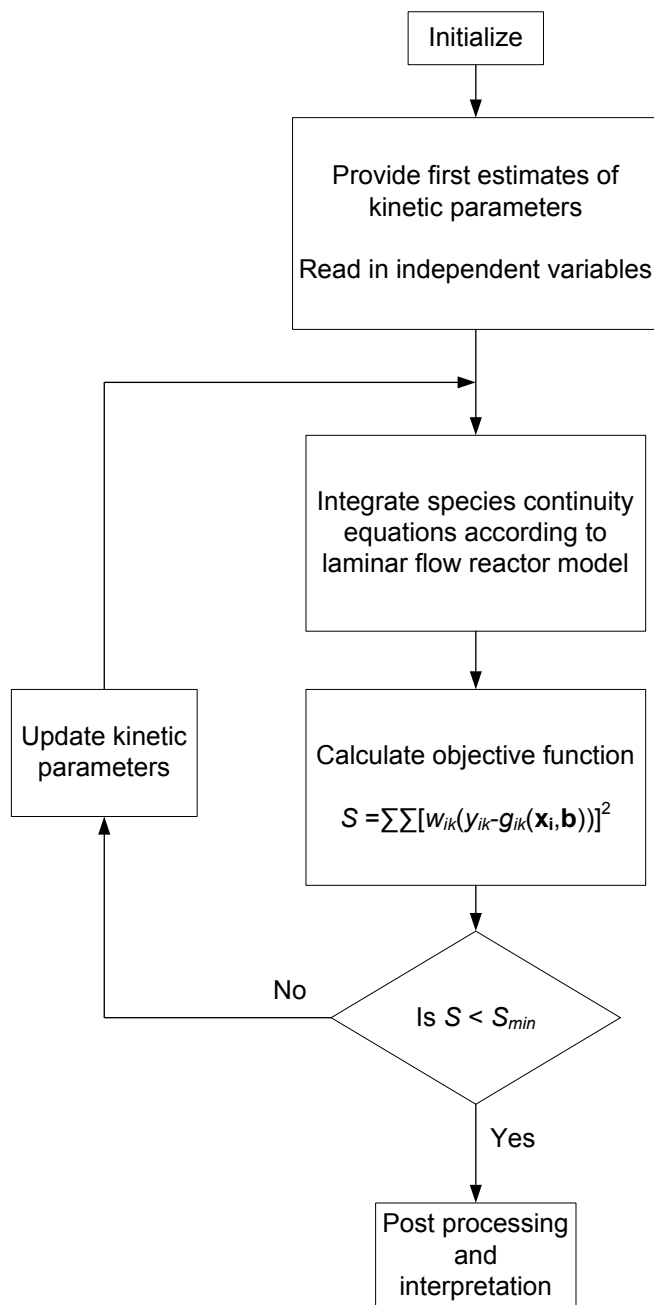 Initialize
Provide first estimates of
kinetic parameters
Read in independent variables
Integrate species continuity
equations according to
laminar flow reactor model
Update kinetic
parameters
Calculate objective function
S =∑∑[wᵢₖ(yᵢₖ-gᵢₖ(xᵢ,b))]²
No
Is S < Smin
Yes
Post processing
and
interpretation